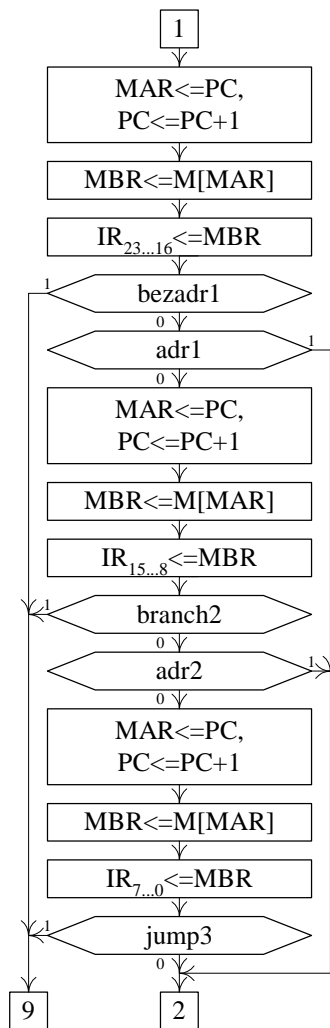 1
MAR<=PC,
PC<=PC+1
MBR<=M[MAR]
IR23...16<=MBR
1 bezadr1
0
adr1 1
0
MAR<=PC,
PC<=PC+1
MBR<=M[MAR]
IR15...8<=MBR
1 branch2
0
adr2 1
0
MAR<=PC,
PC<=PC+1
MBR<=M[MAR]
IR7...0<=MBR
1 jump3
0
9 2